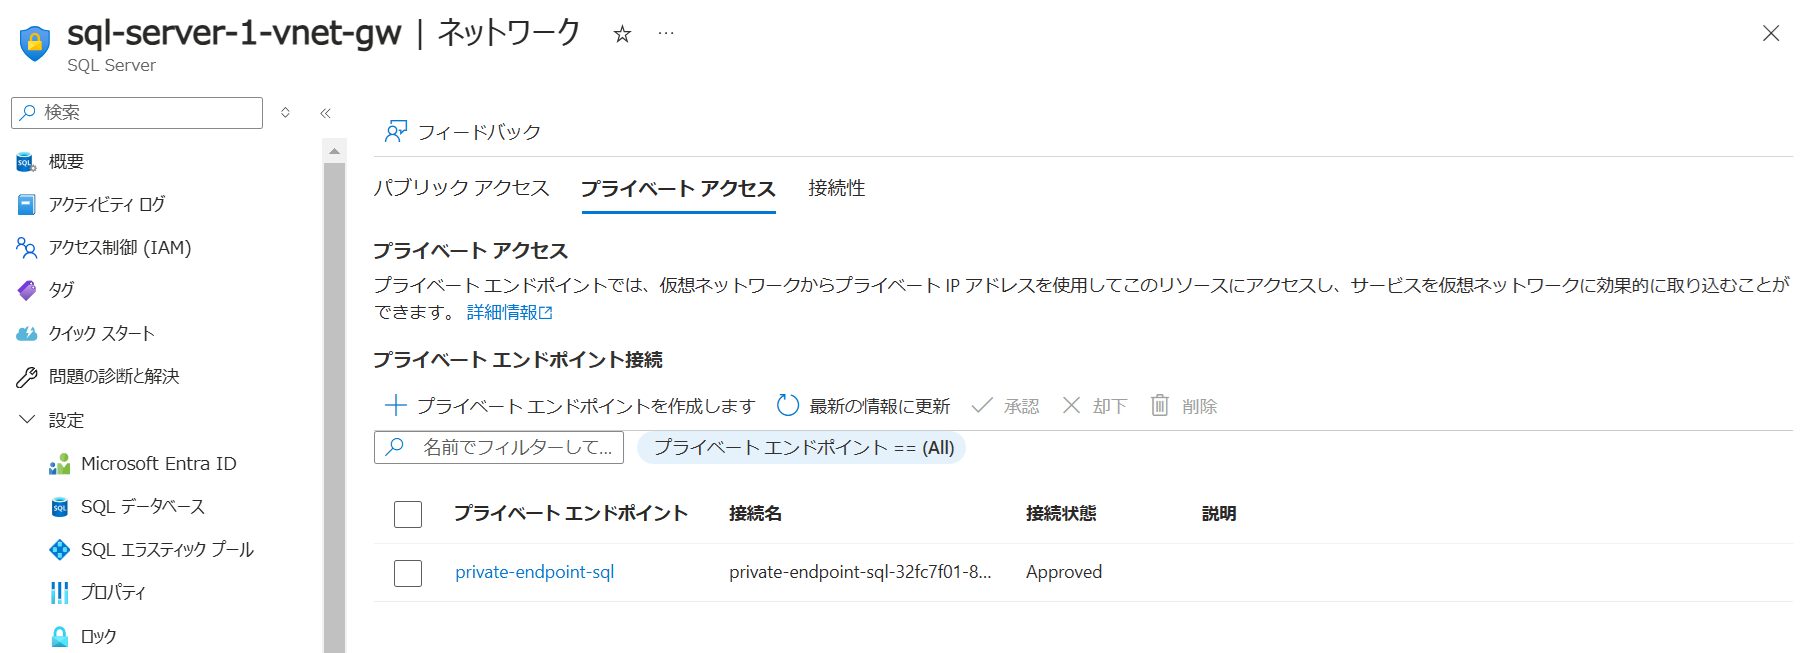 sql-server-1-vnet-gw | ネットワーク ☆ …
SQL Server
検索
概要
アクティビティ ログ
アクセス制御 (IAM)
タグ
クイック スタート
問題の診断と解決
設定
Microsoft Entra ID
SQL データベース
SQL エラスティック プール
プロパティ
ロック
フィードバック
パブリック アクセス プライベート アクセス 接続性
プライベート アクセス
プライベート エンドポイントでは、仮想ネットワークからプライベート IP アドレスを使用してこのリソースにアクセスし、サービスを仮想ネットワークに効果的に取り込むことが
できます。 詳細情報
プライベート エンドポイント接続
プライベート エンドポイントを作成します 最新の情報に更新 承認 却下 削除
名前でフィルターして... プライベート エンドポイント == (All)
プライベート エンドポイント 接続名 接続状態 説明
private-endpoint-sql private-endpoint-sql-32fc7f01-8... Approved